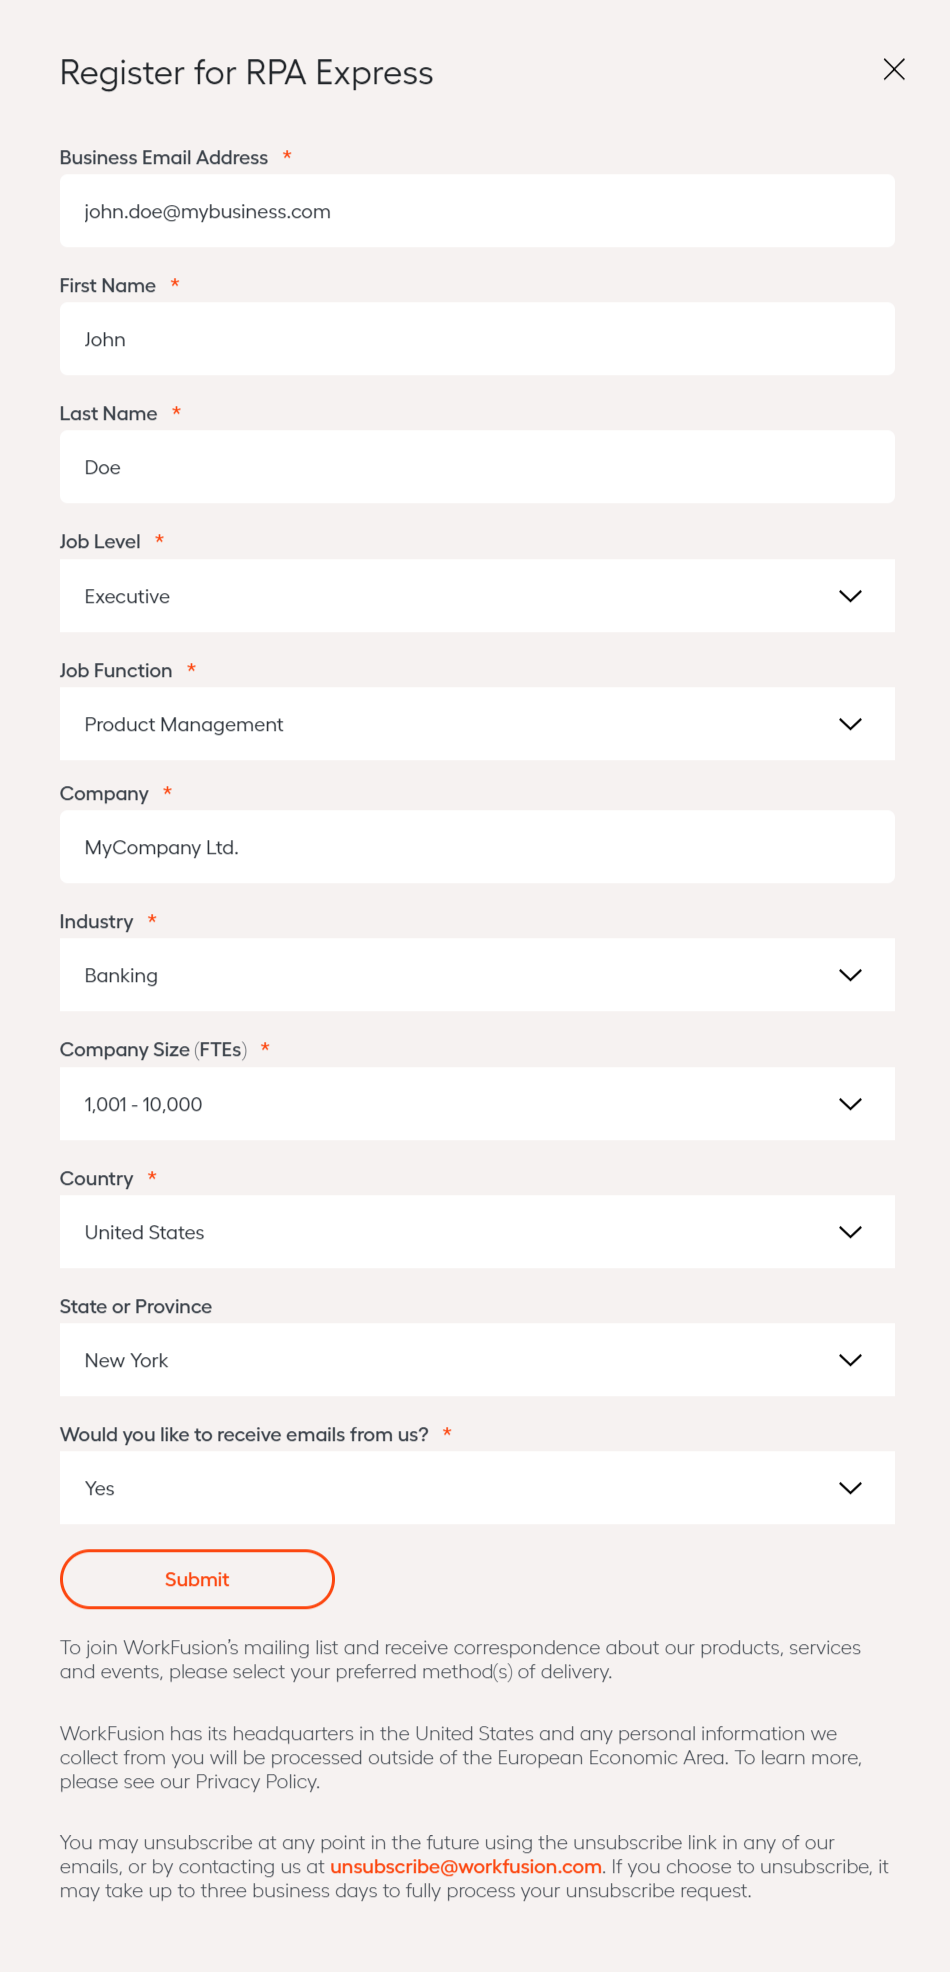 Register for RPA Express
Business Email Address *
john.doe@mybusiness.com
First Name *
John
Last Name *
Doe
Job Level *
Executive
Job Function *
Product Management
Company *
MyCompany Ltd.
Industry *
Banking
Company Size (FTEs) *
1,001 - 10,000
Country *
United States
State or Province
New York
Would you like to receive emails from us? *
Yes
Submit
To join WorkFusion’s mailing list and receive correspondence about our products, services
and events, please select your preferred method(s) of delivery.
WorkFusion has its headquarters in the United States and any personal information we
collect from you will be processed outside of the European Economic Area. To learn more,
please see our Privacy Policy.
You may unsubscribe at any point in the future using the unsubscribe link in any of our
emails, or by contacting us at unsubscribe@workfusion.com. If you choose to unsubscribe, it
may take up to three business days to fully process your unsubscribe request.